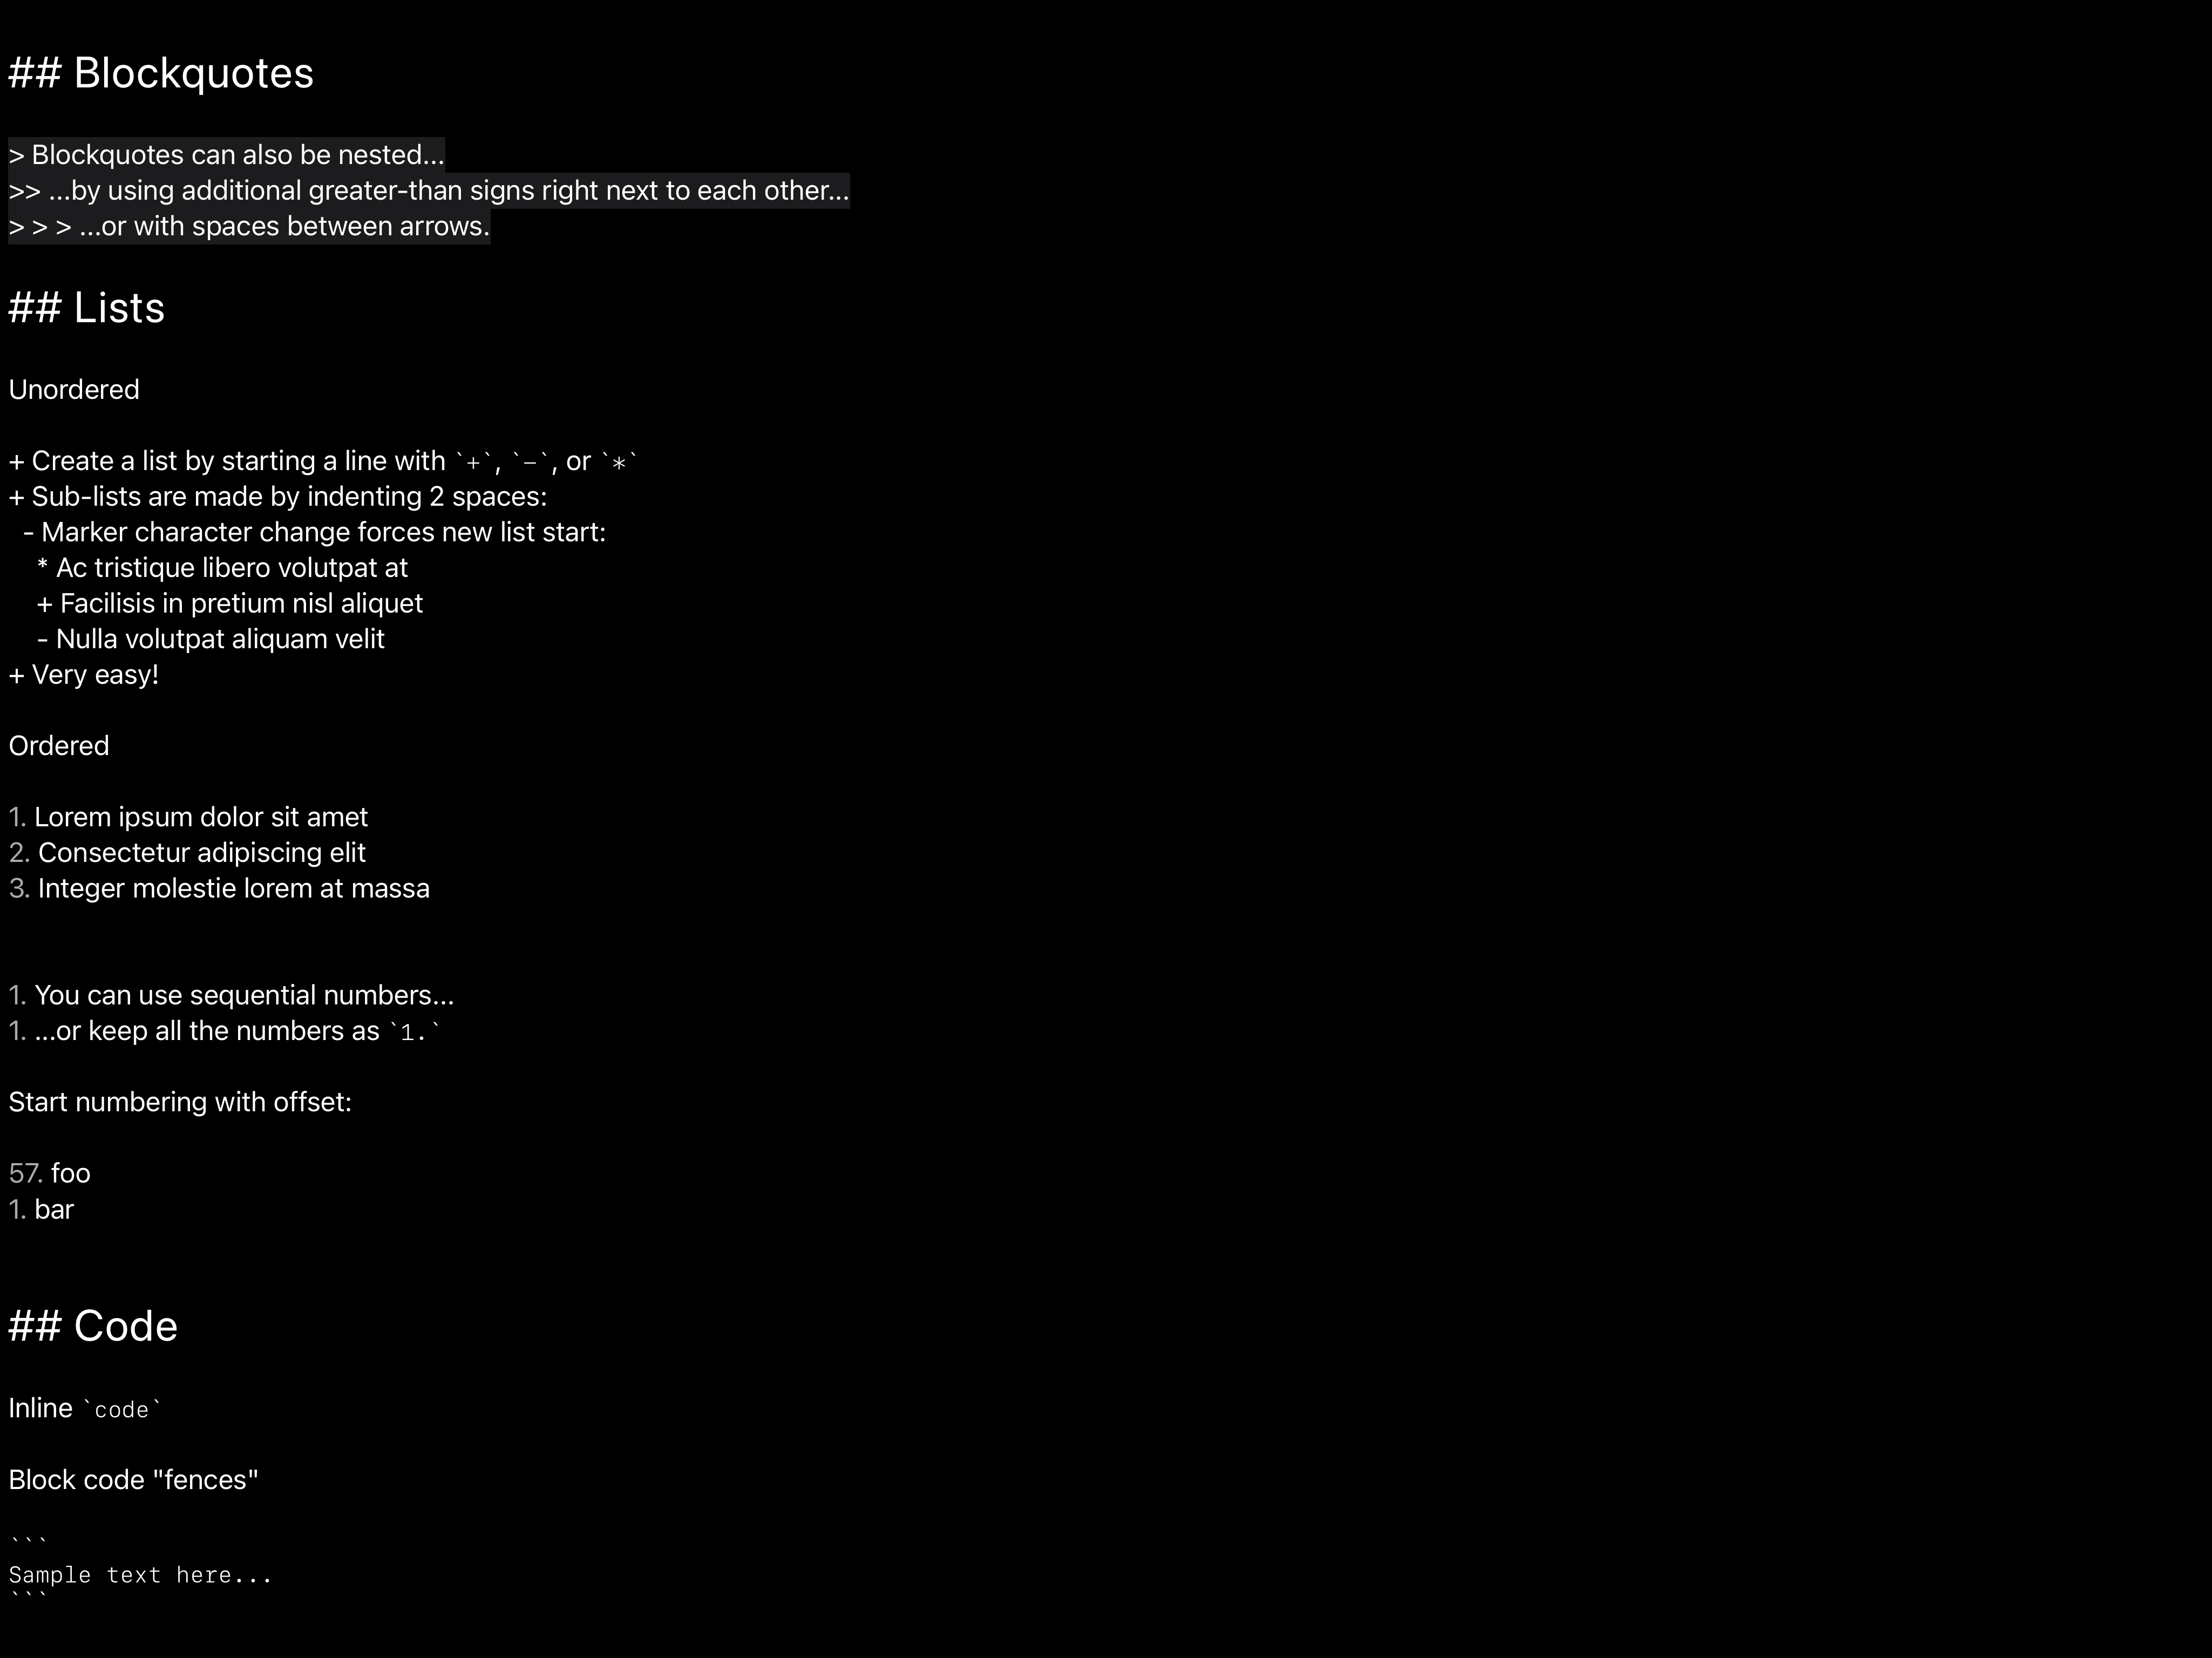 ## Blockquotes
> Blockquotes can also be nested...
>> ...by using additional greater-than signs right next to each other...
> > > ...or with spaces between arrows.
## Lists
Unordered
+ Create a list by starting a line with `+`, `-`, or `*`
+ Sub-lists are made by indenting 2 spaces:
  - Marker character change forces new list start:
    * Ac tristique libero volutpat at
    + Facilisis in pretium nisl aliquet
    - Nulla volutpat aliquam velit
+ Very easy!
Ordered
1. Lorem ipsum dolor sit amet
2. Consectetur adipiscing elit
3. Integer molestie lorem at massa
1. You can use sequential numbers...
1. ...or keep all the numbers as `1.`
Start numbering with offset:
57. foo
1. bar
## Code
Inline `code`
Block code "fences"
```
Sample text here...
```